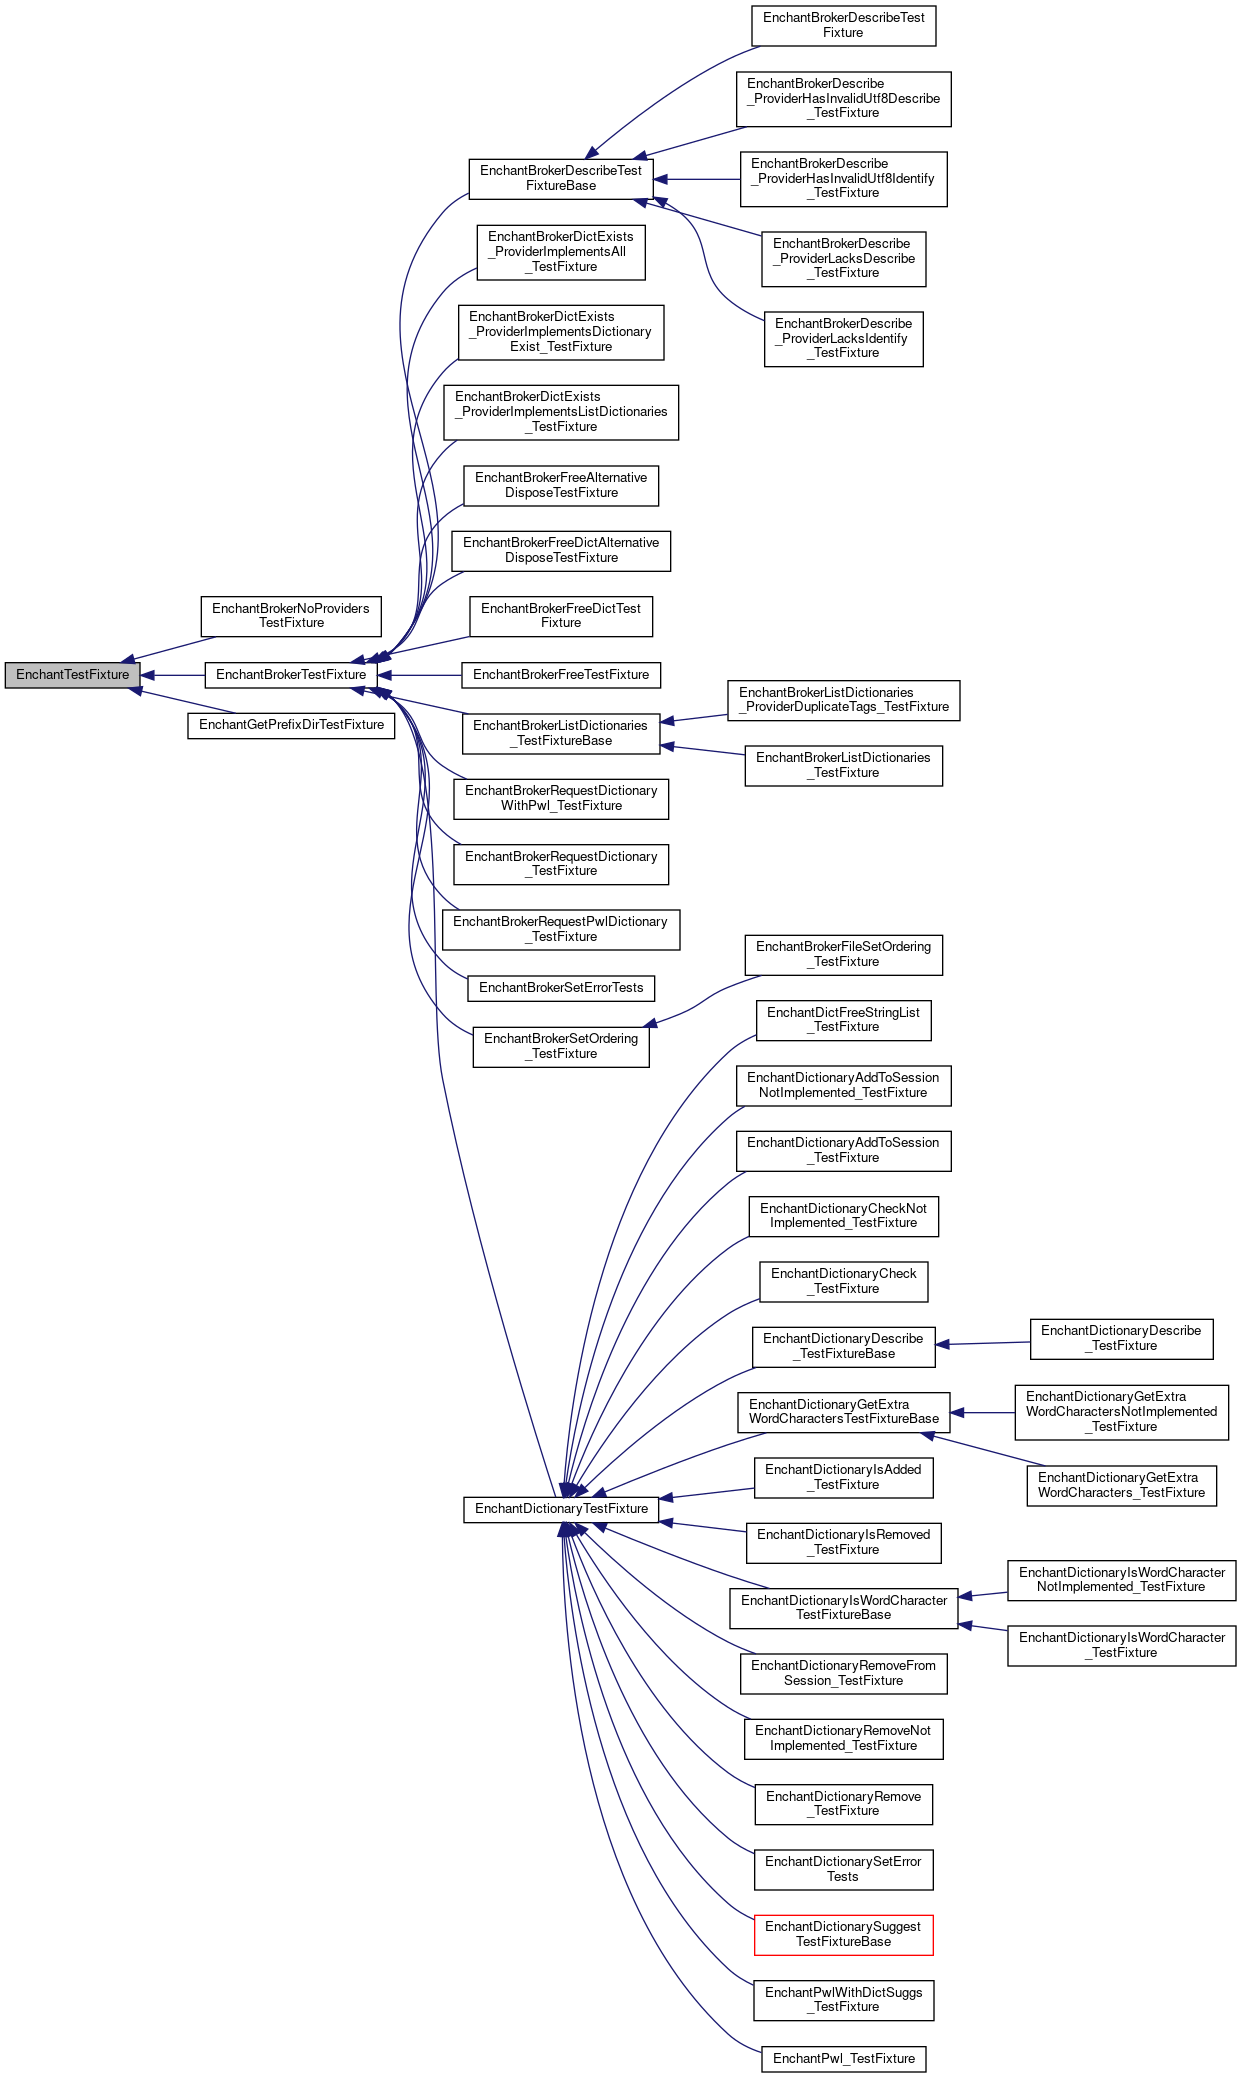 EnchantTestFixture
EnchantBrokerNoProviders
TestFixture
EnchantBrokerTestFixture
EnchantGetPrefixDirTestFixture
EnchantBrokerDescribeTest
FixtureBase
EnchantBrokerDictExists
_ProviderImplementsAll
_TestFixture
EnchantBrokerDictExists
_ProviderImplementsDictionary
Exist_TestFixture
EnchantBrokerDictExists
_ProviderImplementsListDictionaries
_TestFixture
EnchantBrokerFreeAlternative
DisposeTestFixture
EnchantBrokerFreeDictAlternative
DisposeTestFixture
EnchantBrokerFreeDictTest
Fixture
EnchantBrokerFreeTestFixture
EnchantBrokerListDictionaries
_TestFixtureBase
EnchantBrokerRequestDictionary
WithPwl_TestFixture
EnchantBrokerRequestDictionary
_TestFixture
EnchantBrokerRequestPwlDictionary
_TestFixture
EnchantBrokerSetErrorTests
EnchantBrokerSetOrdering
_TestFixture
EnchantDictionaryTestFixture
EnchantBrokerDescribeTest
Fixture
EnchantBrokerDescribe
_ProviderHasInvalidUtf8Describe
_TestFixture
EnchantBrokerDescribe
_ProviderHasInvalidUtf8Identify
_TestFixture
EnchantBrokerDescribe
_ProviderLacksDescribe
_TestFixture
EnchantBrokerDescribe
_ProviderLacksIdentify
_TestFixture
EnchantBrokerListDictionaries
_ProviderDuplicateTags_TestFixture
EnchantBrokerListDictionaries
_TestFixture
EnchantBrokerFileSetOrdering
_TestFixture
EnchantDictFreeStringList
_TestFixture
EnchantDictionaryAddToSession
NotImplemented_TestFixture
EnchantDictionaryAddToSession
_TestFixture
EnchantDictionaryCheckNot
Implemented_TestFixture
EnchantDictionaryCheck
_TestFixture
EnchantDictionaryDescribe
_TestFixtureBase
EnchantDictionaryGetExtra
WordCharactersTestFixtureBase
EnchantDictionaryIsAdded
_TestFixture
EnchantDictionaryIsRemoved
_TestFixture
EnchantDictionaryIsWordCharacter
TestFixtureBase
EnchantDictionaryRemoveFrom
Session_TestFixture
EnchantDictionaryRemoveNot
Implemented_TestFixture
EnchantDictionaryRemove
_TestFixture
EnchantDictionarySetError
Tests
EnchantDictionarySuggest
TestFixtureBase
EnchantPwlWithDictSuggs
_TestFixture
EnchantPwl_TestFixture
EnchantDictionaryDescribe
_TestFixture
EnchantDictionaryGetExtra
WordCharactersNotImplemented
_TestFixture
EnchantDictionaryGetExtra
WordCharacters_TestFixture
EnchantDictionaryIsWordCharacter
NotImplemented_TestFixture
EnchantDictionaryIsWordCharacter
_TestFixture